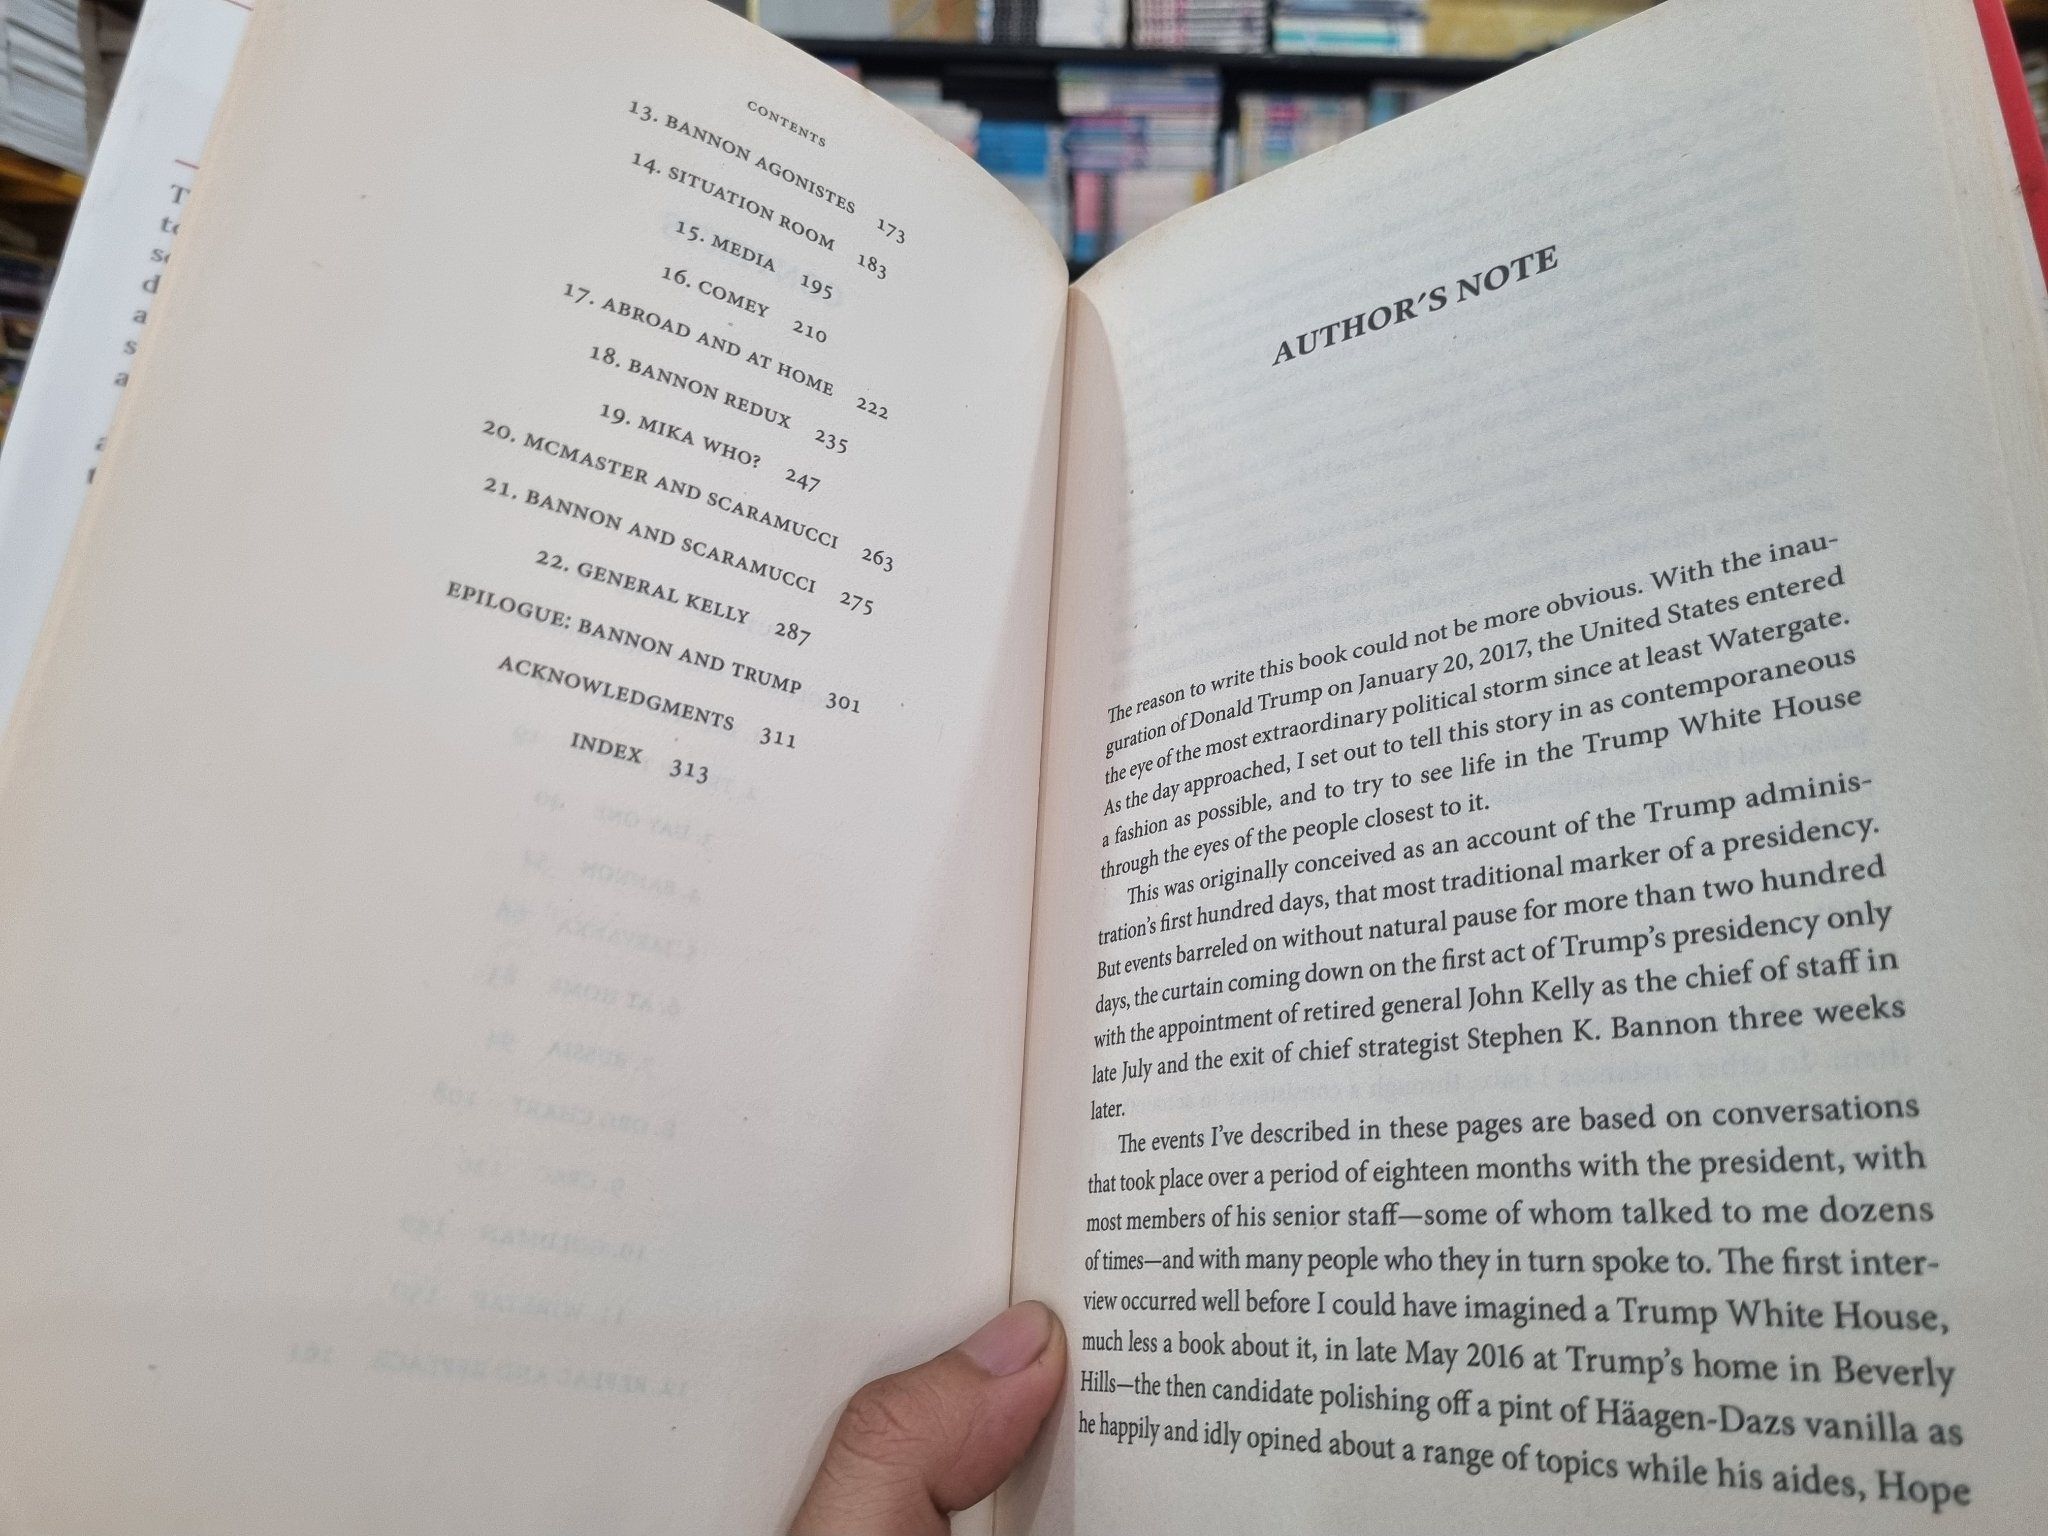 CONTENTS
13. BANNON AGONISTES 173
14. SITUATION ROOM 183
15. MEDIA 195
16. COMEY 210
17. ABROAD AND AT HOME 222
18. BANNON REDUX 235
19. MIKA WHO? 247
20. MCMASTER AND SCARAMUCCI 263
21. BANNON AND SCARAMUCCI 275
22. GENERAL KELLY 287
EPILOGUE: BANNON AND TRUMP 301
ACKNOWLEDGMENTS 311
INDEX 313
AUTHOR'S NOTE
The reason to write this book could not be more obvious. With the inau-
guration of Donald Trump on January 20, 2017, the United States entered
the eye of the most extraordinary political storm since at least Watergate.
As the day approached, I set out to tell this story in as contemporaneous
a fashion as possible, and to try to see life in the Trump White House
through the eyes of the people closest to it.
This was originally conceived as an account of the Trump adminis-
tration's first hundred days, that most traditional marker of a presidency.
But events barreled on without natural pause for more than two hundred
days, the curtain coming down on the first act of Trump's presidency only
with the appointment of retired general John Kelly as the chief of staff in
late July and the exit of chief strategist Stephen K. Bannon three weeks
later.
The events I've described in these pages are based on conversations
that took place over a period of eighteen months with the president, with
most members of his senior staff—some of whom talked to me dozens
of times—and with many people who they in turn spoke to. The first inter-
view occurred well before I could have imagined a Trump White House,
much less a book about it, in late May 2016 at Trump's home in Beverly
Hills—the then candidate polishing off a pint of Häagen-Dazs vanilla as
he happily and idly opined about a range of topics while his aides, Hope